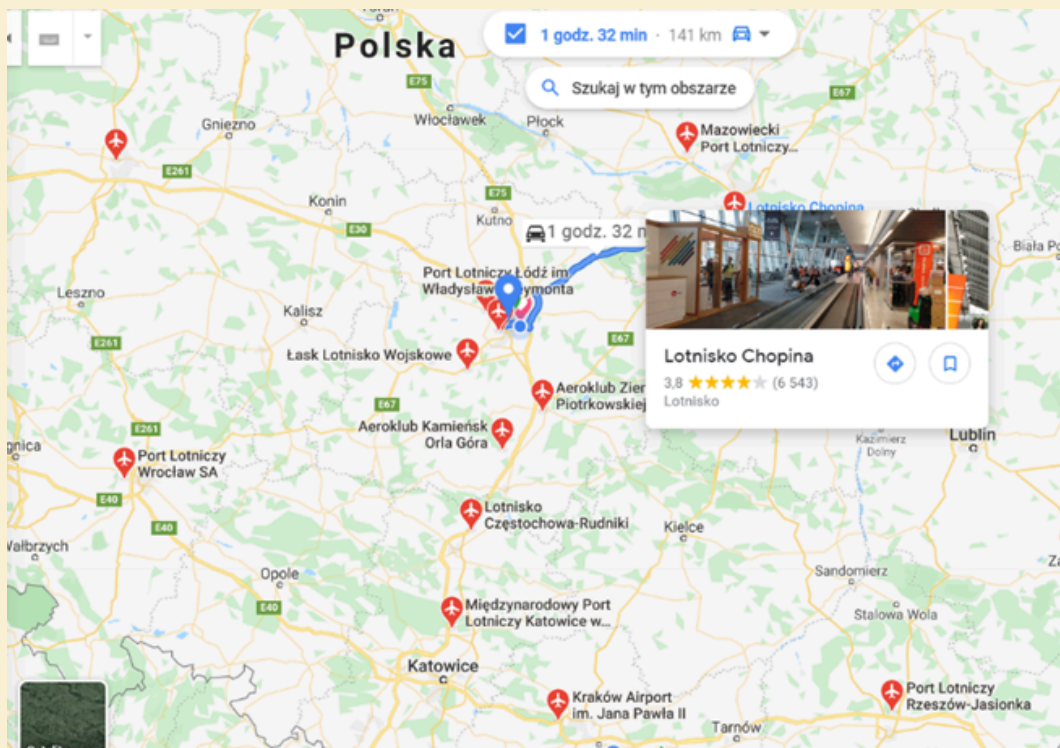 Polska
1 godz. 32 min · 141 km
Szukaj w tym obszarze
E75
E67
Gniezno
Włocławek
Płock
Mazowiecki
Port Lotniczy...
E261
Konin
E75
Kutno
Lotnisko Chopina
E30
1 godz. 32
Biała
Port Lotniczy Łódź im
Leszno
Kalisz
E261
Łask Lotnisko Wojskowe
E67
Lotnisko Chopina
3,8 (6 543)
Lotnisko
Aeroklub
Piotrkowskiej
E67
Aeroklub Kamieńsk
Orla Góra
E261
Kazimierz
Dolny
Lublin
Port Lotniczy
Wrocław SA
E40
E40
Lotnisko
Częstochowa-Rudniki
Kielce
Wałbrzych
Opole
Sandomierz
E40
Międzynarodowy Port
Lotniczy Katowice w...
Stalowa Wola
Katowice
Kraków Airport
im. Jana Pawła II
Port Lotniczy
Rzeszów-Jasionka
Tarnów